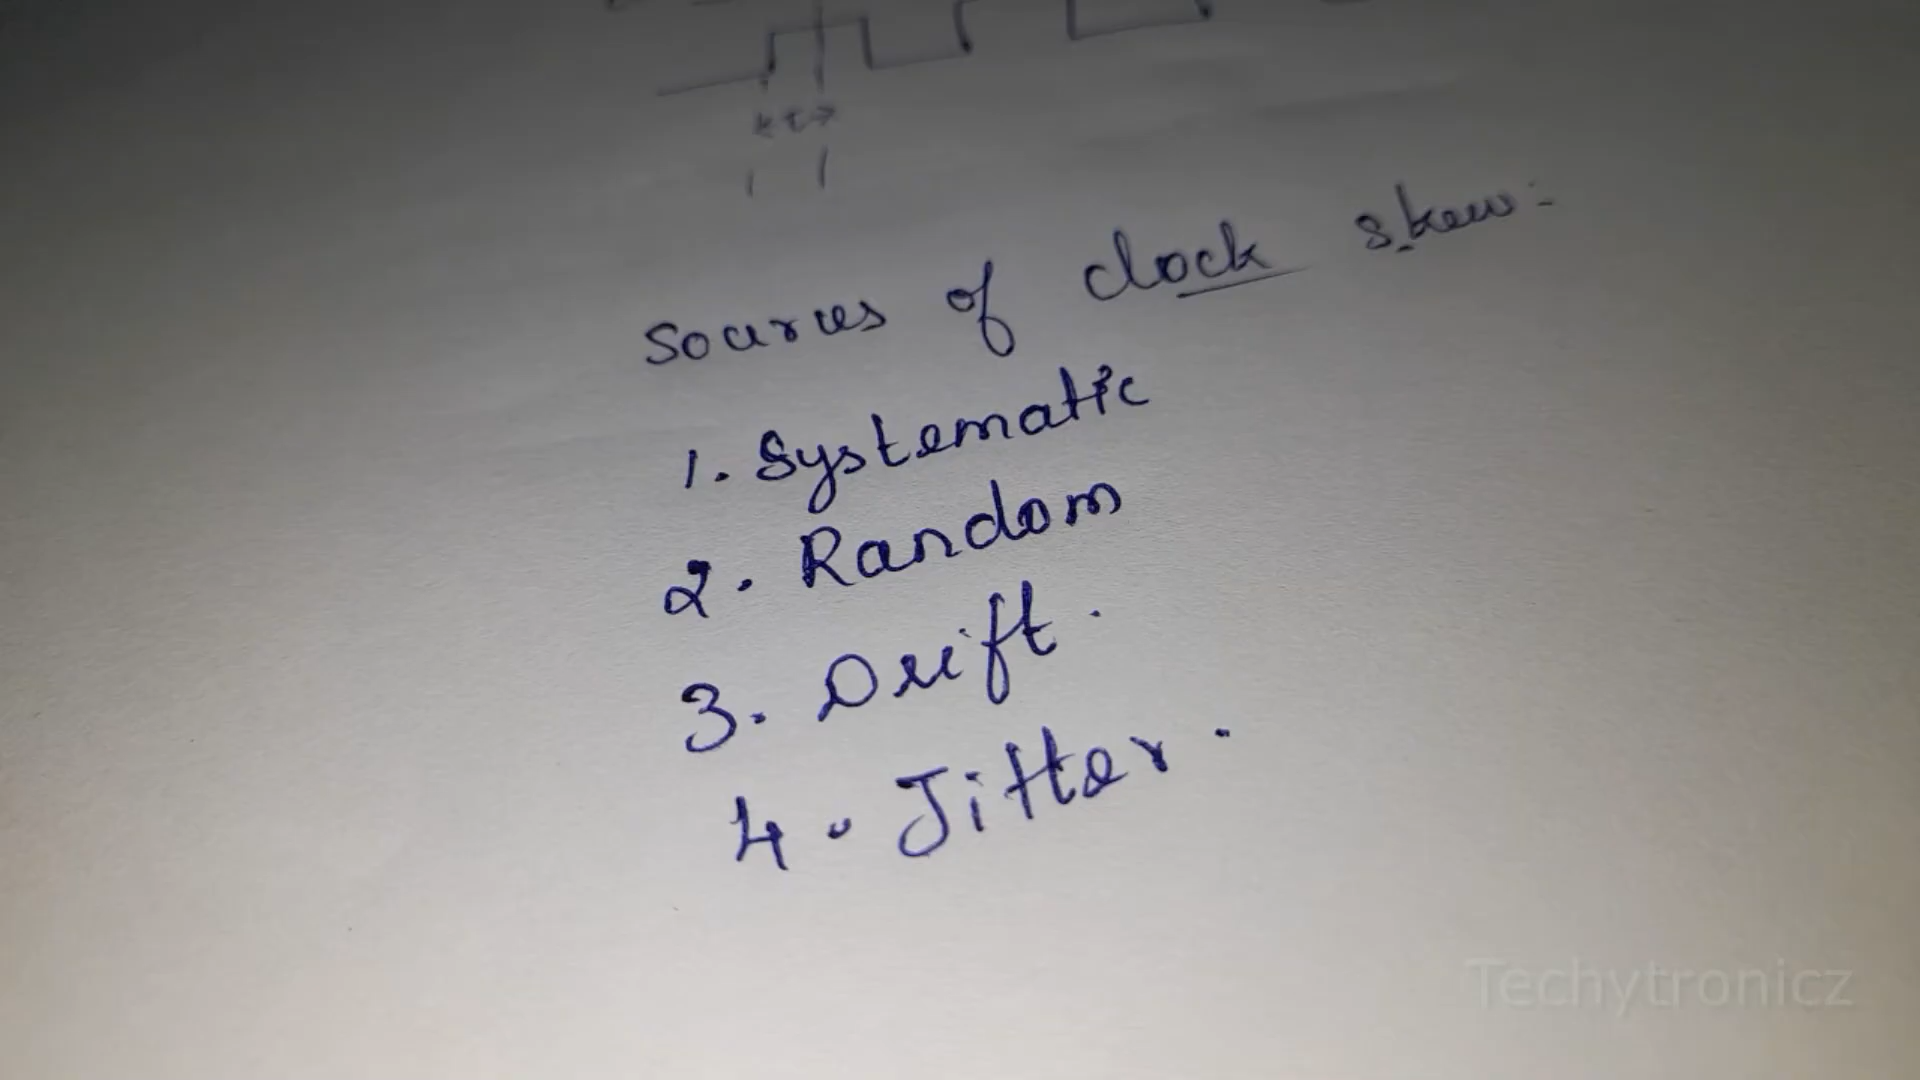 sources of clock skew:-
1. Systematic
2. Random
3. Drift.
4. Jitter.
Techytronicz